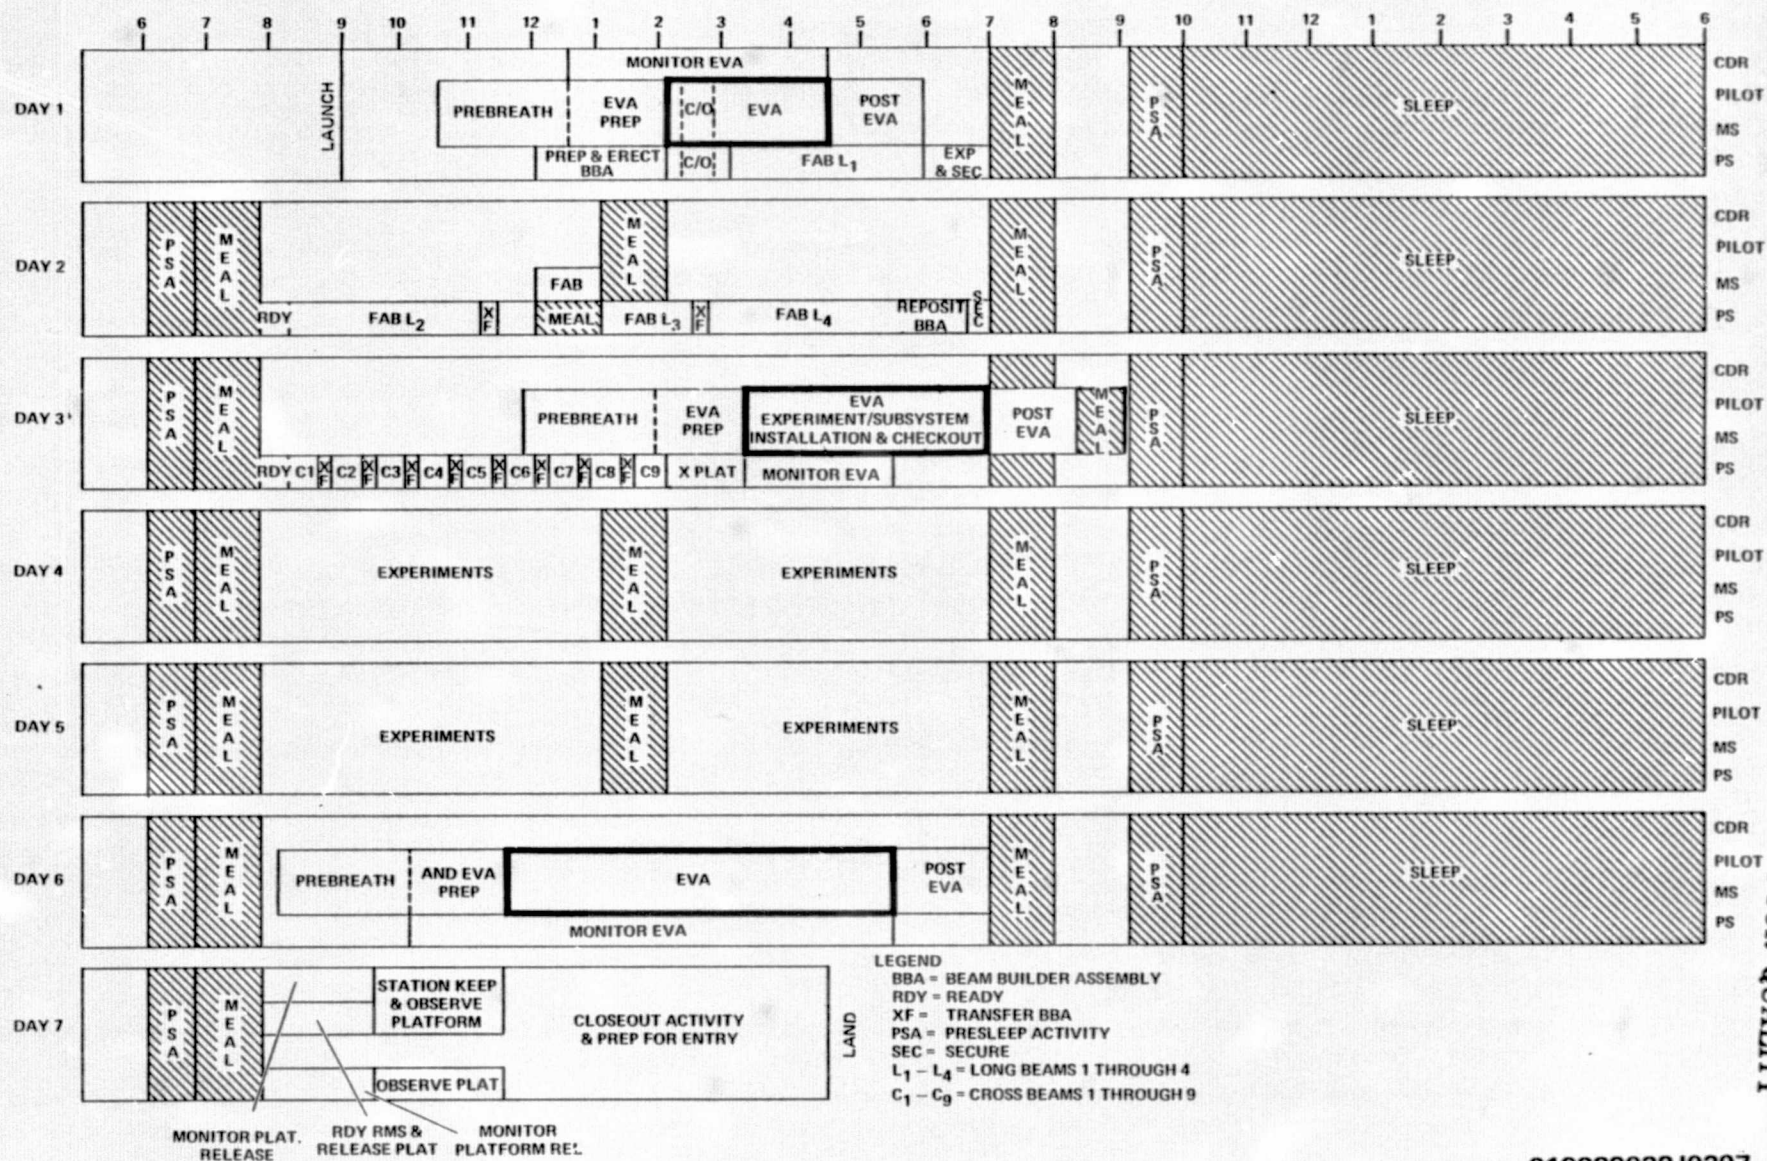 6 7 8 9 10 11 12 1 2 3 4 5 6 7 8 9 10 11 12 1 2 3 4 5 6
DAY 1
LAUNCH
MONITOR EVA
PREBREATH
EVA PREP
C/O
EVA
POST EVA
PREP & ERECT BBA
C/O
FAB L1
EXP & SEC
MEAL
PSA
SLEEP
CDR
PILOT
MS
PS
DAY 2
PSA
MEAL
RDY
FAB L2
XF
FAB
MEAL
MEAL
FAB L3
XF
FAB L4
REPOSIT BBA
SEC
MEAL
PSA
SLEEP
CDR
PILOT
MS
PS
DAY 3
PSA
MEAL
PREBREATH
EVA PREP
EVA
EXPERIMENT/SUBSYSTEM
INSTALLATION & CHECKOUT
POST EVA
MEAL
PSA
SLEEP
RDY C1 XF C2 XF C3 XF C4 XF C5 XF C6 XF C7 XF C8 XF C9 X PLAT MONITOR EVA
CDR
PILOT
MS
PS
DAY 4
PSA
MEAL
EXPERIMENTS
MEAL
EXPERIMENTS
MEAL
PSA
SLEEP
CDR
PILOT
MS
PS
DAY 5
PSA
MEAL
EXPERIMENTS
MEAL
EXPERIMENTS
MEAL
PSA
SLEEP
CDR
PILOT
MS
PS
DAY 6
PSA
MEAL
PREBREATH
AND EVA PREP
EVA
POST EVA
MONITOR EVA
MEAL
PSA
SLEEP
CDR
PILOT
MS
PS
DAY 7
PSA
MEAL
STATION KEEP
& OBSERVE
PLATFORM
OBSERVE PLAT
CLOSEOUT ACTIVITY
& PREP FOR ENTRY
LAND
MONITOR PLAT.
RELEASE
RDY RMS &
RELEASE PLAT
MONITOR
PLATFORM REL.
LEGEND
BBA = BEAM BUILDER ASSEMBLY
RDY = READY
XF = TRANSFER BBA
PSA = PRESLEEP ACTIVITY
SEC = SECURE
L1 – L4 = LONG BEAMS 1 THROUGH 4
C1 – C9 = CROSS BEAMS 1 THROUGH 9